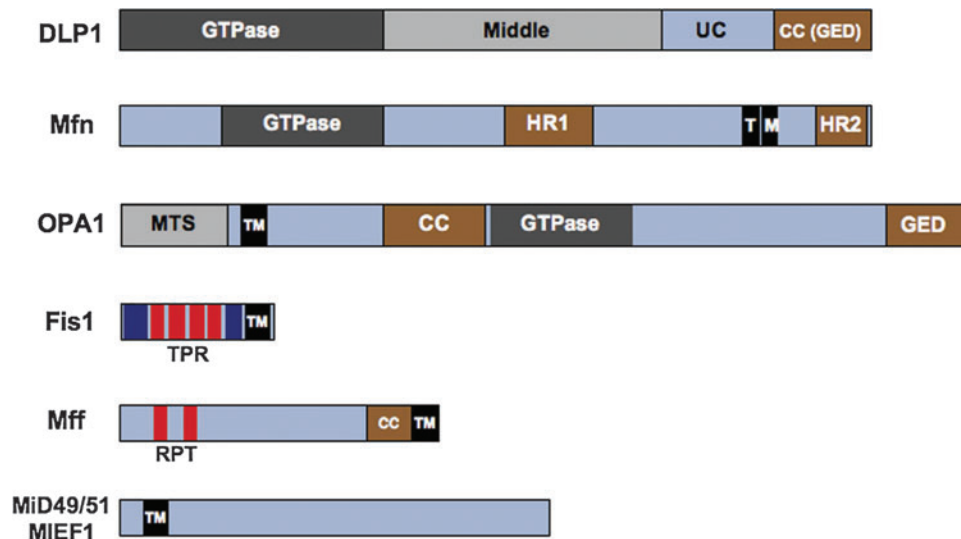 DLP1 GTPase Middle UC CC (GED)
Mfn GTPase HR1 T M HR2
OPA1 MTS TM CC GTPase GED
Fis1 TM
TPR
Mff CC TM
RPT
MiD49/51
MIEF1 TM